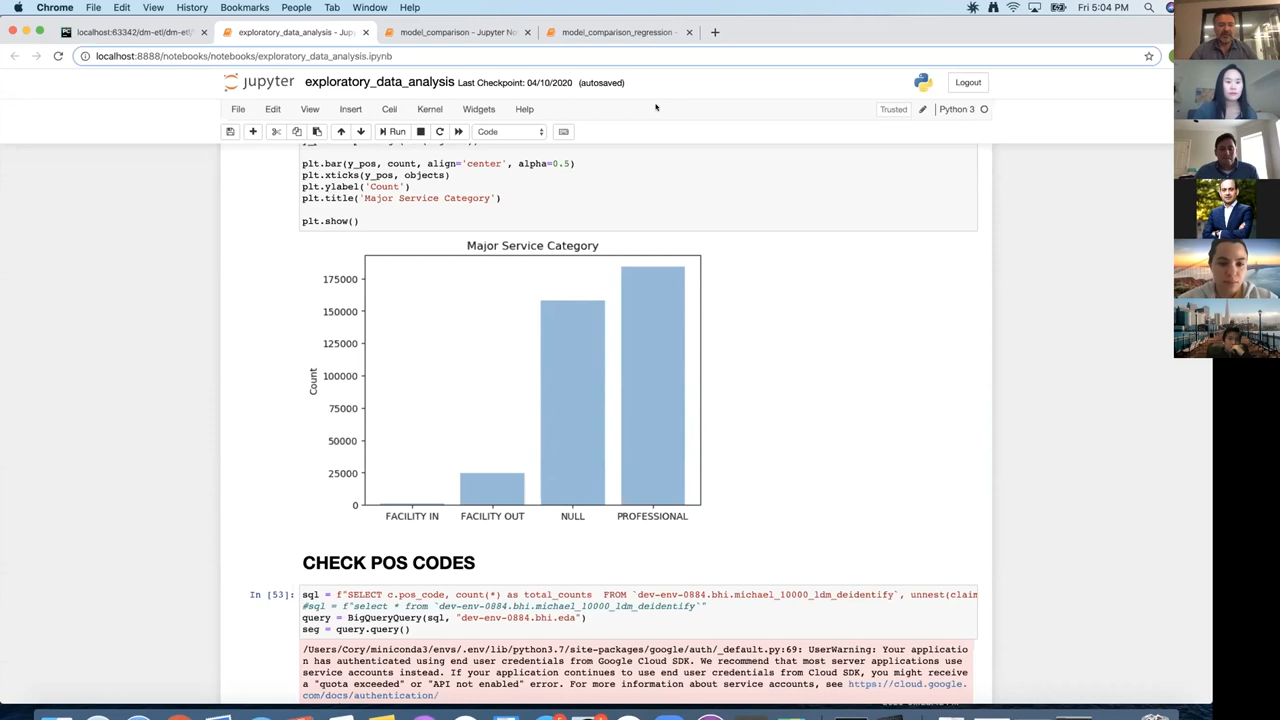 Chrome File Edit View History Bookmarks People Tab Window Help Fri 5:04 PM
localhost:63342/dm-etl/dm-etl/ exploratory_data_analysis - Jup model_comparison - Jupyter No model_comparison_regression -
localhost:8888/notebooks/notebooks/exploratory_data_analysis.ipynb
jupyter exploratory_data_analysis Last Checkpoint: 04/10/2020 (autosaved) Logout
File Edit View Insert Cell Kernel Widgets Help Trusted Python 3
Run Code
plt.bar(y_pos, count, align='center', alpha=0.5)
plt.xticks(y_pos, objects)
plt.ylabel('Count')
plt.title('Major Service Category')
plt.show()
Major Service Category
175000
150000
125000
100000
75000
50000
25000
0
Count
FACILITY IN FACILITY OUT NULL PROFESSIONAL
CHECK POS CODES
In [53]: sql = f"SELECT c.pos_code, count(*) as total_counts FROM `dev-env-0884.bhi.michael_10000_ldm_deidentify`, unnest(claim
#sql = f"select * from `dev-env-0884.bhi.michael_10000_ldm_deidentify`"
query = BigQueryQuery(sql, "dev-env-0884.bhi.eda")
seg = query.query()
/Users/Cory/miniconda3/envs/.env/lib/python3.7/site-packages/google/auth/_default.py:69: UserWarning: Your applicatio
n has authenticated using end user credentials from Google Cloud SDK. We recommend that most server applications use
service accounts instead. If your application continues to use end user credentials from Cloud SDK, you might receive
a "quota exceeded" or "API not enabled" error. For more information about service accounts, see https://cloud.google.
com/docs/authentication/